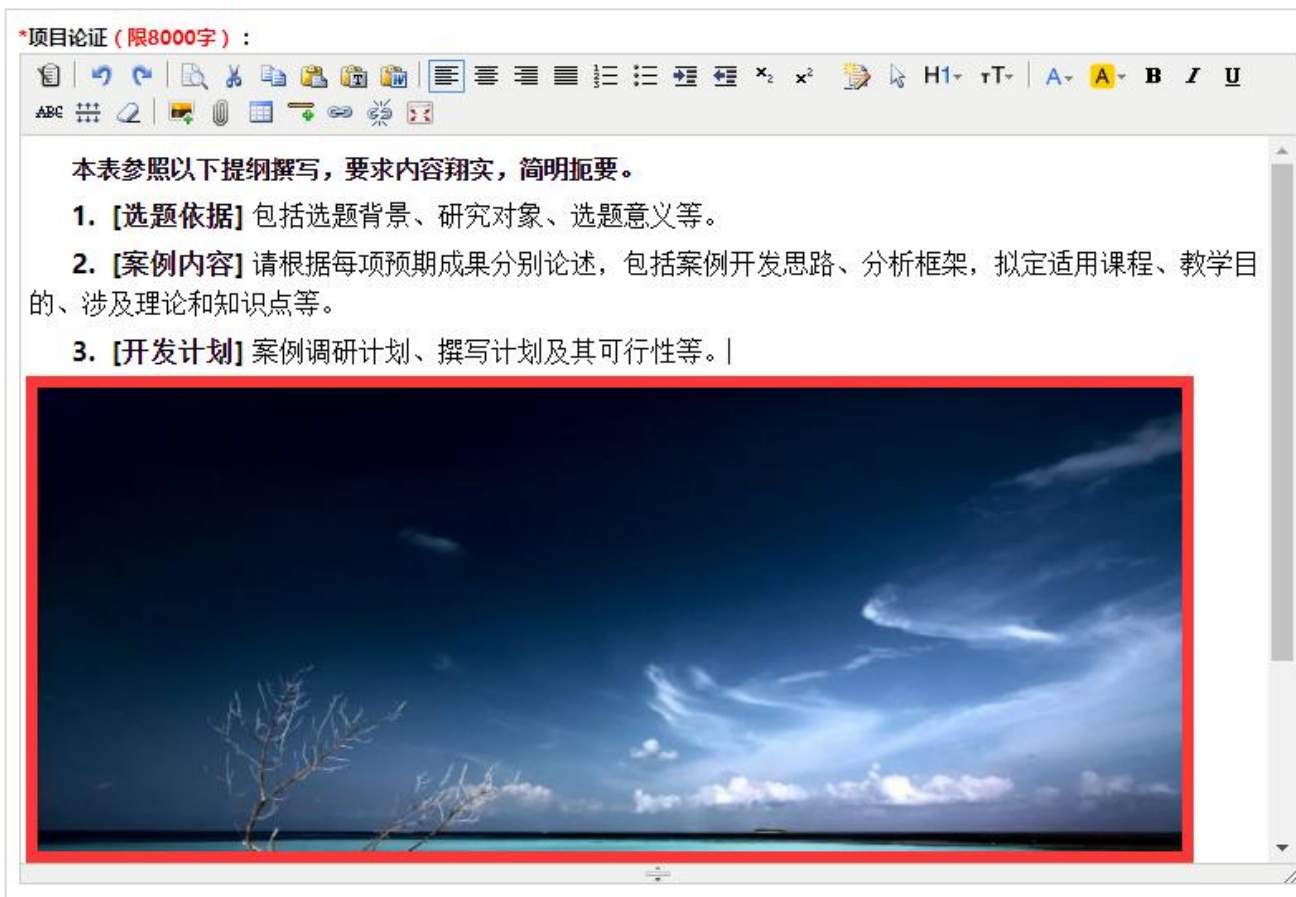 *项目论证(限8000字):
H1 TT A A B I U
ABC
本表参照以下提纲撰写，要求内容翔实，简明扼要。
1. [选题依据] 包括选题背景、研究对象、选题意义等。
2. [案例内容] 请根据每项预期成果分别论述，包括案例开发思路、分析框架，拟定适用课程、教学目
的、涉及理论和知识点等。
3. [开发计划] 案例调研计划、撰写计划及其可行性等。